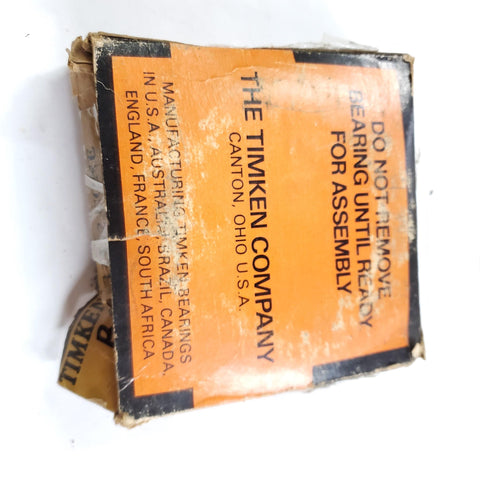 DO NOT REMOVE
BEARING UNTIL READY
FOR ASSEMBLY
THE TIMKEN COMPANY
CANTON, OHIO U.S.A.
MANUFACTURING TIMKEN BEARINGS
IN U.S.A., AUSTRALIA, BRAZIL, CANADA,
ENGLAND, FRANCE, SOUTH AFRICA
TIMKEN